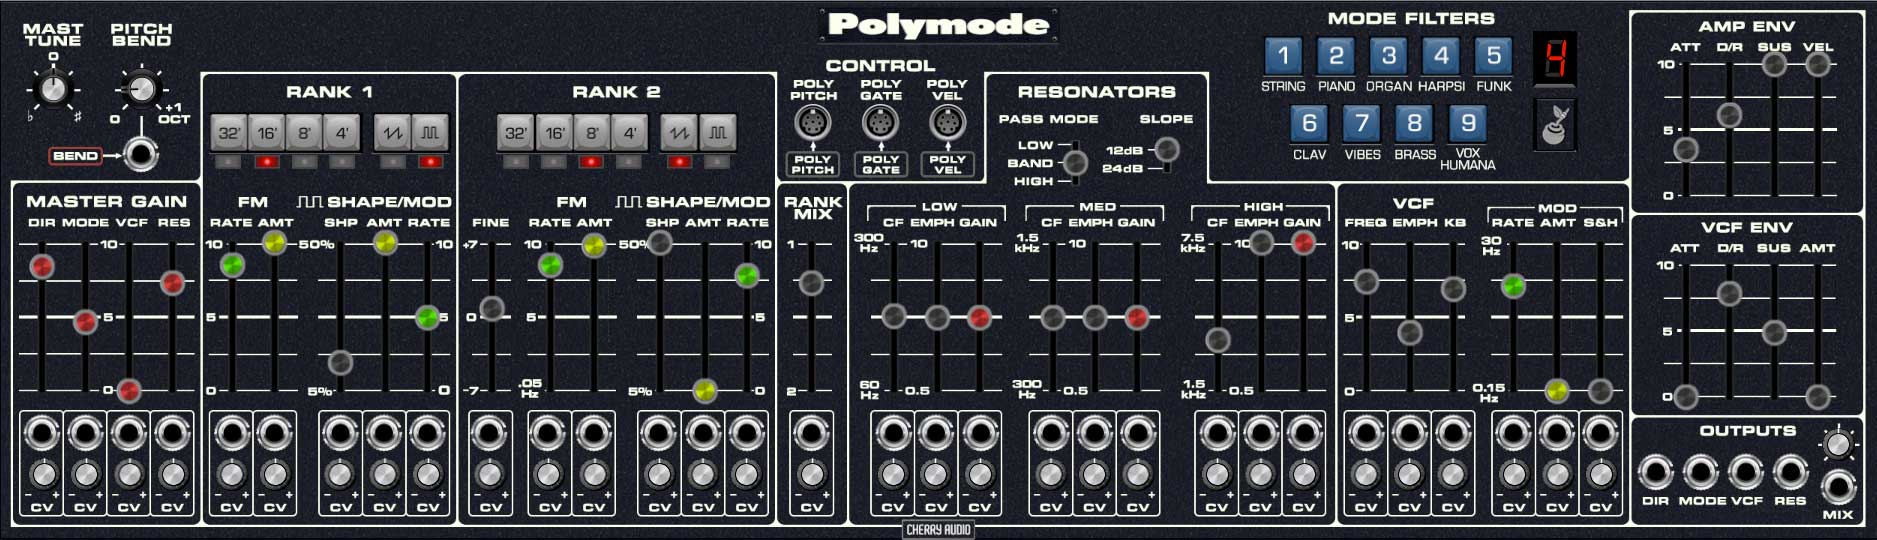 Polymode
MAST TUNE
0
♭ ♯
PITCH BEND
0 +1 OCT
BEND
RANK 1
32' 16' 8' 4'
RANK 2
32' 16' 8' 4'
CONTROL
POLY PITCH POLY GATE POLY VEL
POLY PITCH POLY GATE POLY VEL
RESONATORS
PASS MODE SLOPE
LOW
BAND
HIGH
12dB
24dB
MODE FILTERS
1 2 3 4 5
STRING PIANO ORGAN HARPSI FUNK
6 7 8 9
CLAV VIBES BRASS VOX HUMANA
4
AMP ENV
ATT D/R SUS VEL
10
5
0
VCF ENV
ATT D/R SUS AMT
10
5
0
MASTER GAIN
DIR MODE VCF RES
10
5
0
FM
RATE AMT
10
5
0
SHAPE/MOD
SHP AMT RATE
50% 10
5
5% 0
FINE
+7
0
-7
FM
RATE AMT
10
5
.05 Hz
SHAPE/MOD
SHP AMT RATE
50% 10
5
5% 0
RANK MIX
1
2
LOW
CF EMPH GAIN
300 Hz 10
60 Hz 0.5
MED
CF EMPH GAIN
1.5 kHz 10
300 Hz 0.5
HIGH
CF EMPH GAIN
7.5 kHz 10
1.5 kHz 0.5
VCF
FREQ EMPH KB
10
5
0
MOD
RATE AMT S&H
30 Hz
0.15 Hz
- + - + - + - +
CV CV CV CV
- + - +
CV CV
- + - + - +
CV CV CV
- +
CV
- + - +
CV CV
- + - + - +
CV CV CV
- +
CV
- + - + - +
CV CV CV
- + - + - +
CV CV CV
- + - + - +
CV CV CV
- + - + - +
CV CV CV
- + - + - +
CV CV CV
OUTPUTS
DIR MODE VCF RES
MIX
CHERRY AUDIO